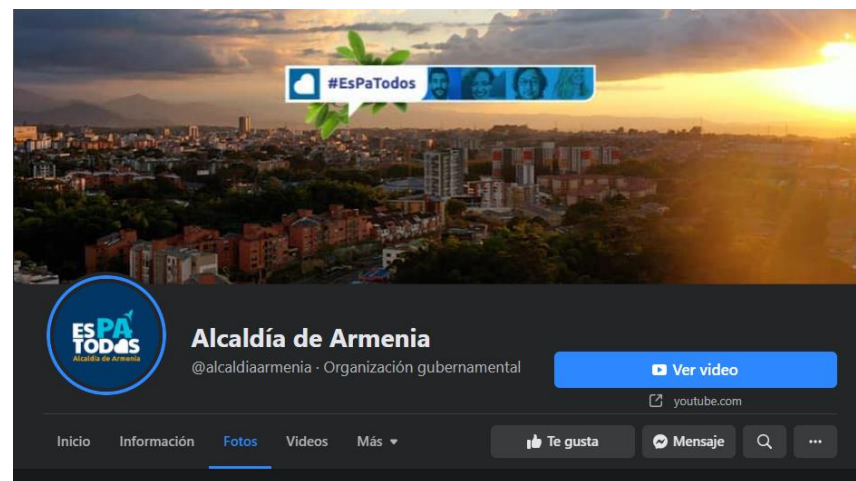 #EsPaTodos
ES PA
TODOS
Alcaldía de Armenia
Alcaldía de Armenia
@alcaldiaarmenia · Organización gubernamental
Ver video
youtube.com
Inicio Información Fotos Videos Más
Te gusta Mensaje